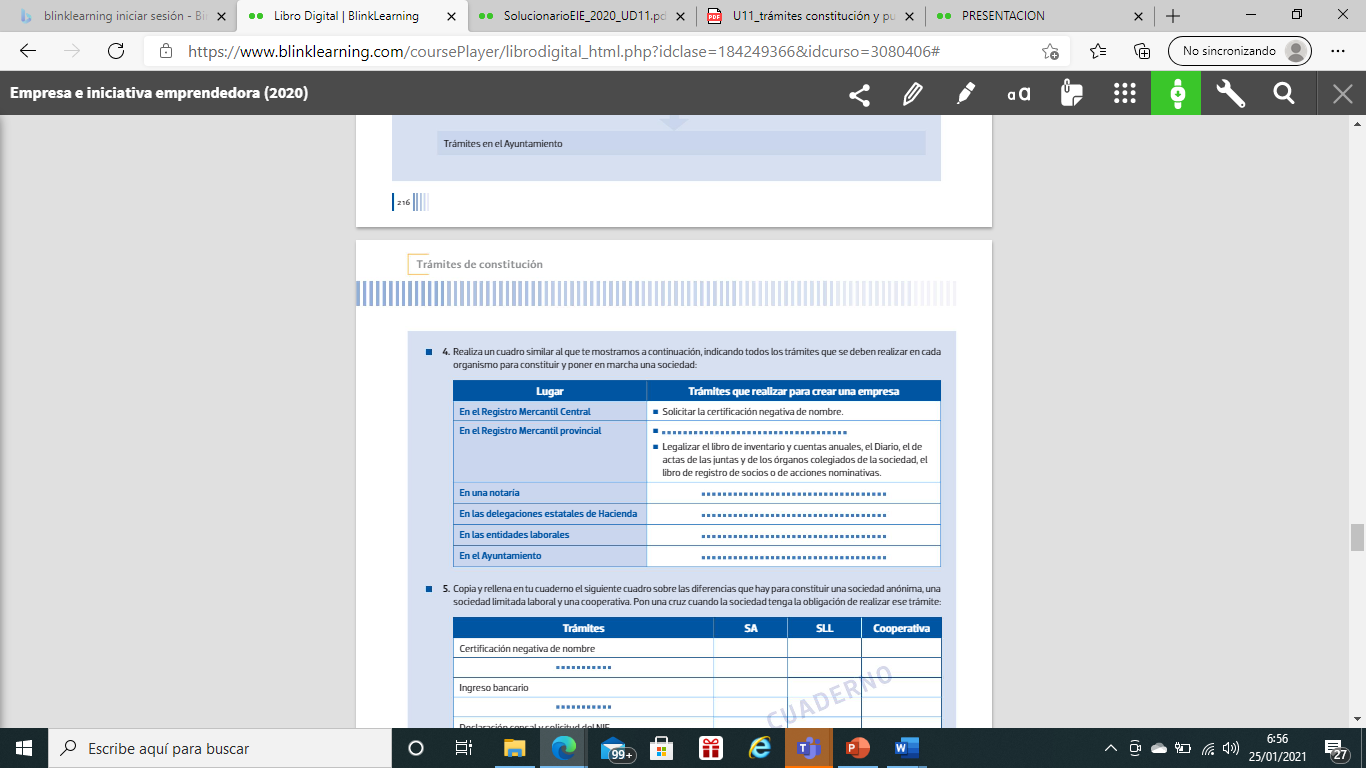 blinklearning iniciar sesión - Bi
Libro Digital | BlinkLearning
SolucionarioEIE_2020_UD11.pd
U11_trámites constitución y pu
PRESENTACION
https://www.blinklearning.com/coursePlayer/librodigital_html.php?idclase=184249366&idcurso=3080406#
No sincronizando
Empresa e iniciativa emprendedora (2020)
a a
Trámites en el Ayuntamiento
216
Trámites de constitución
4. Realiza un cuadro similar al que te mostramos a continuación, indicando todos los trámites que se deben realizar en cada
organismo para constituir y poner en marcha una sociedad:
Lugar
Trámites que realizar para crear una empresa
En el Registro Mercantil Central
Solicitar la certificación negativa de nombre.
En el Registro Mercantil provincial
Legalizar el libro de inventario y cuentas anuales, el Diario, el de
actas de las juntas y de los órganos colegiados de la sociedad, el
libro de registro de socios o de acciones nominativas.
En una notaría
En las delegaciones estatales de Hacienda
En las entidades laborales
En el Ayuntamiento
5. Copia y rellena en tu cuaderno el siguiente cuadro sobre las diferencias que hay para constituir una sociedad anónima, una
sociedad limitada laboral y una cooperativa. Pon una cruz cuando la sociedad tenga la obligación de realizar ese trámite:
Trámites
SA
SLL
Cooperativa
Certificación negativa de nombre
Ingreso bancario
CUADERNO
Declaración censal y solicitud del NIF
Escribe aquí para buscar
99+
6:56
25/01/2021
27